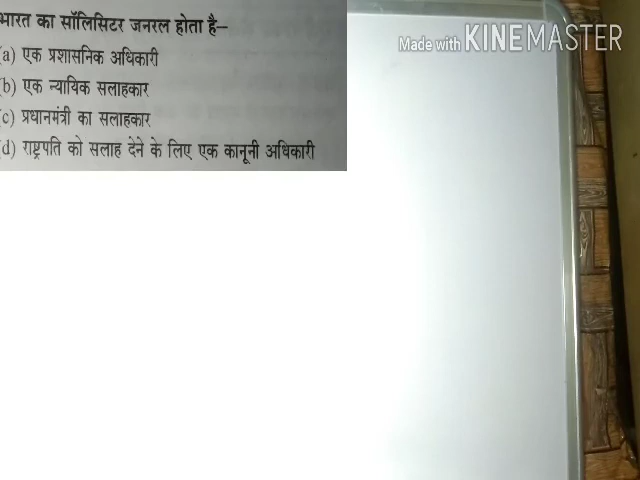 भारत का सॉलिसिटर जनरल होता है—
(a) एक प्रशासनिक अधिकारी
(b) एक न्यायिक सलाहकार
(c) प्रधानमंत्री का सलाहकार
(d) राष्ट्रपति को सलाह देने के लिए एक कानूनी अधिकारी
Made with KINEMASTER